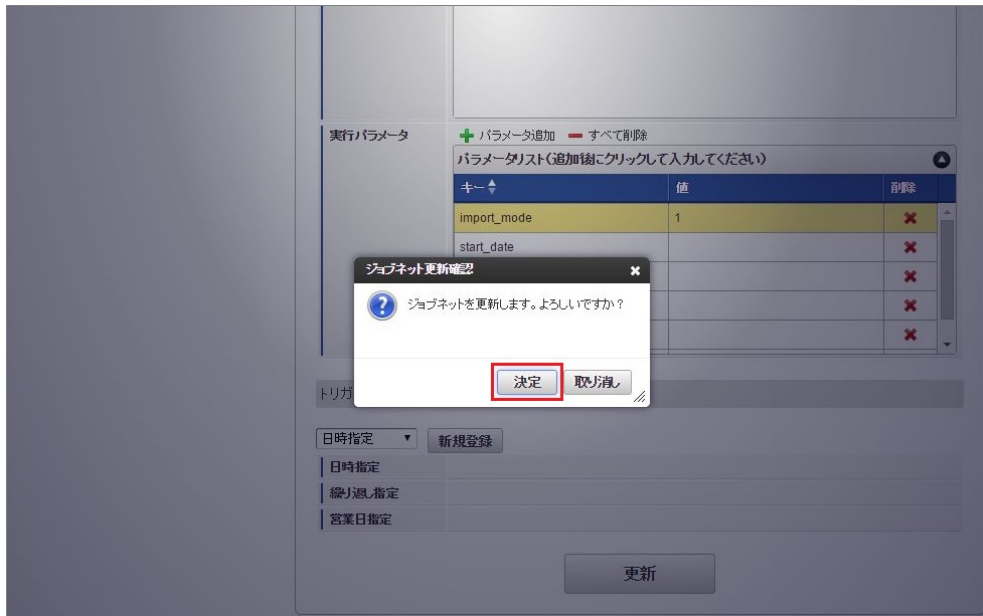 実行パラメータ
パラメータ追加 すべて削除
パラメータリスト(追加後にクリックして入力してください)
キー 値 削除
import_mode 1
start_date
ジョブネット更新確認
ジョブネットを更新します。よろしいですか？
決定 取り消し
トリガ
日時指定 新規登録
日時指定
繰り返し指定
営業日指定
更新